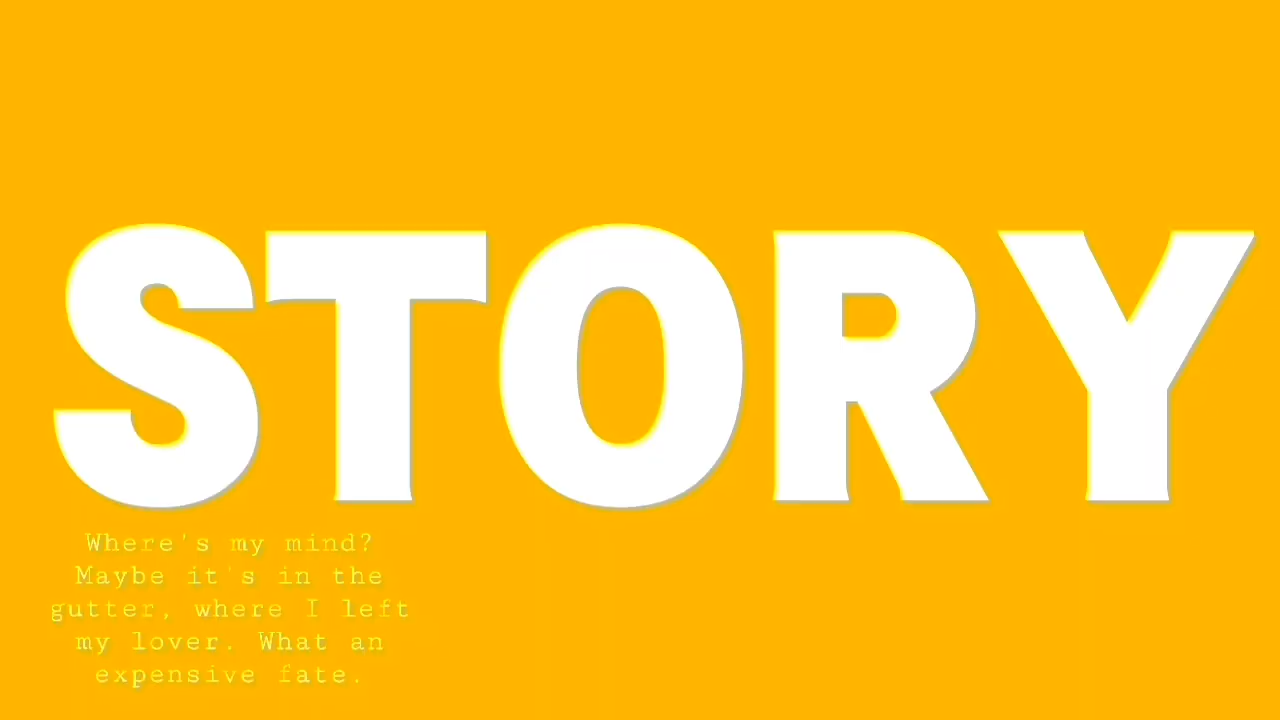 STORY
Where's my mind?
Maybe it's in the
gutter, where I left
my lover. What an
expensive fate.